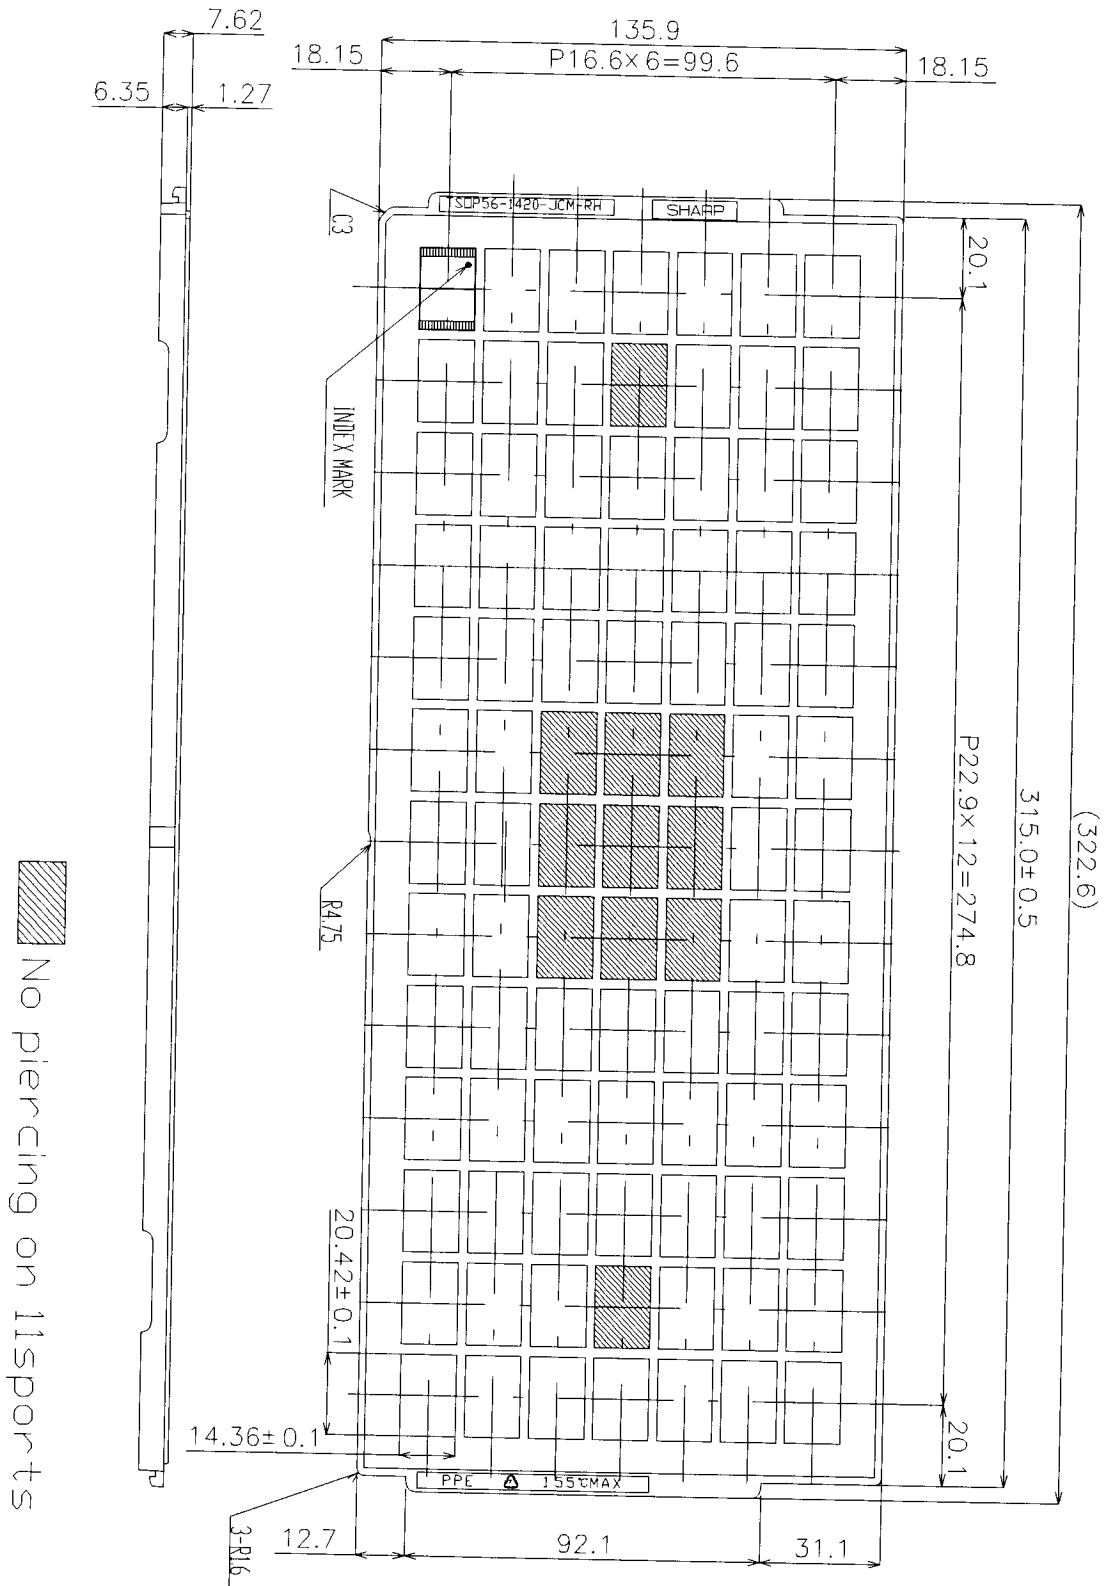 7.62
135.9
18.15
P16.6×6=99.6
18.15
6.35
1.27
TSOP56-1420-JCM-RH
SHARP
C3
20.1
INDEX MARK
(322.6)
315.0±0.5
P22.9×12=274.8
R4.75
20.42±0.1
14.36±0.1
20.1
PPE
155℃MAX
3-R1.6
12.7
92.1
31.1
No piercing on 11sports